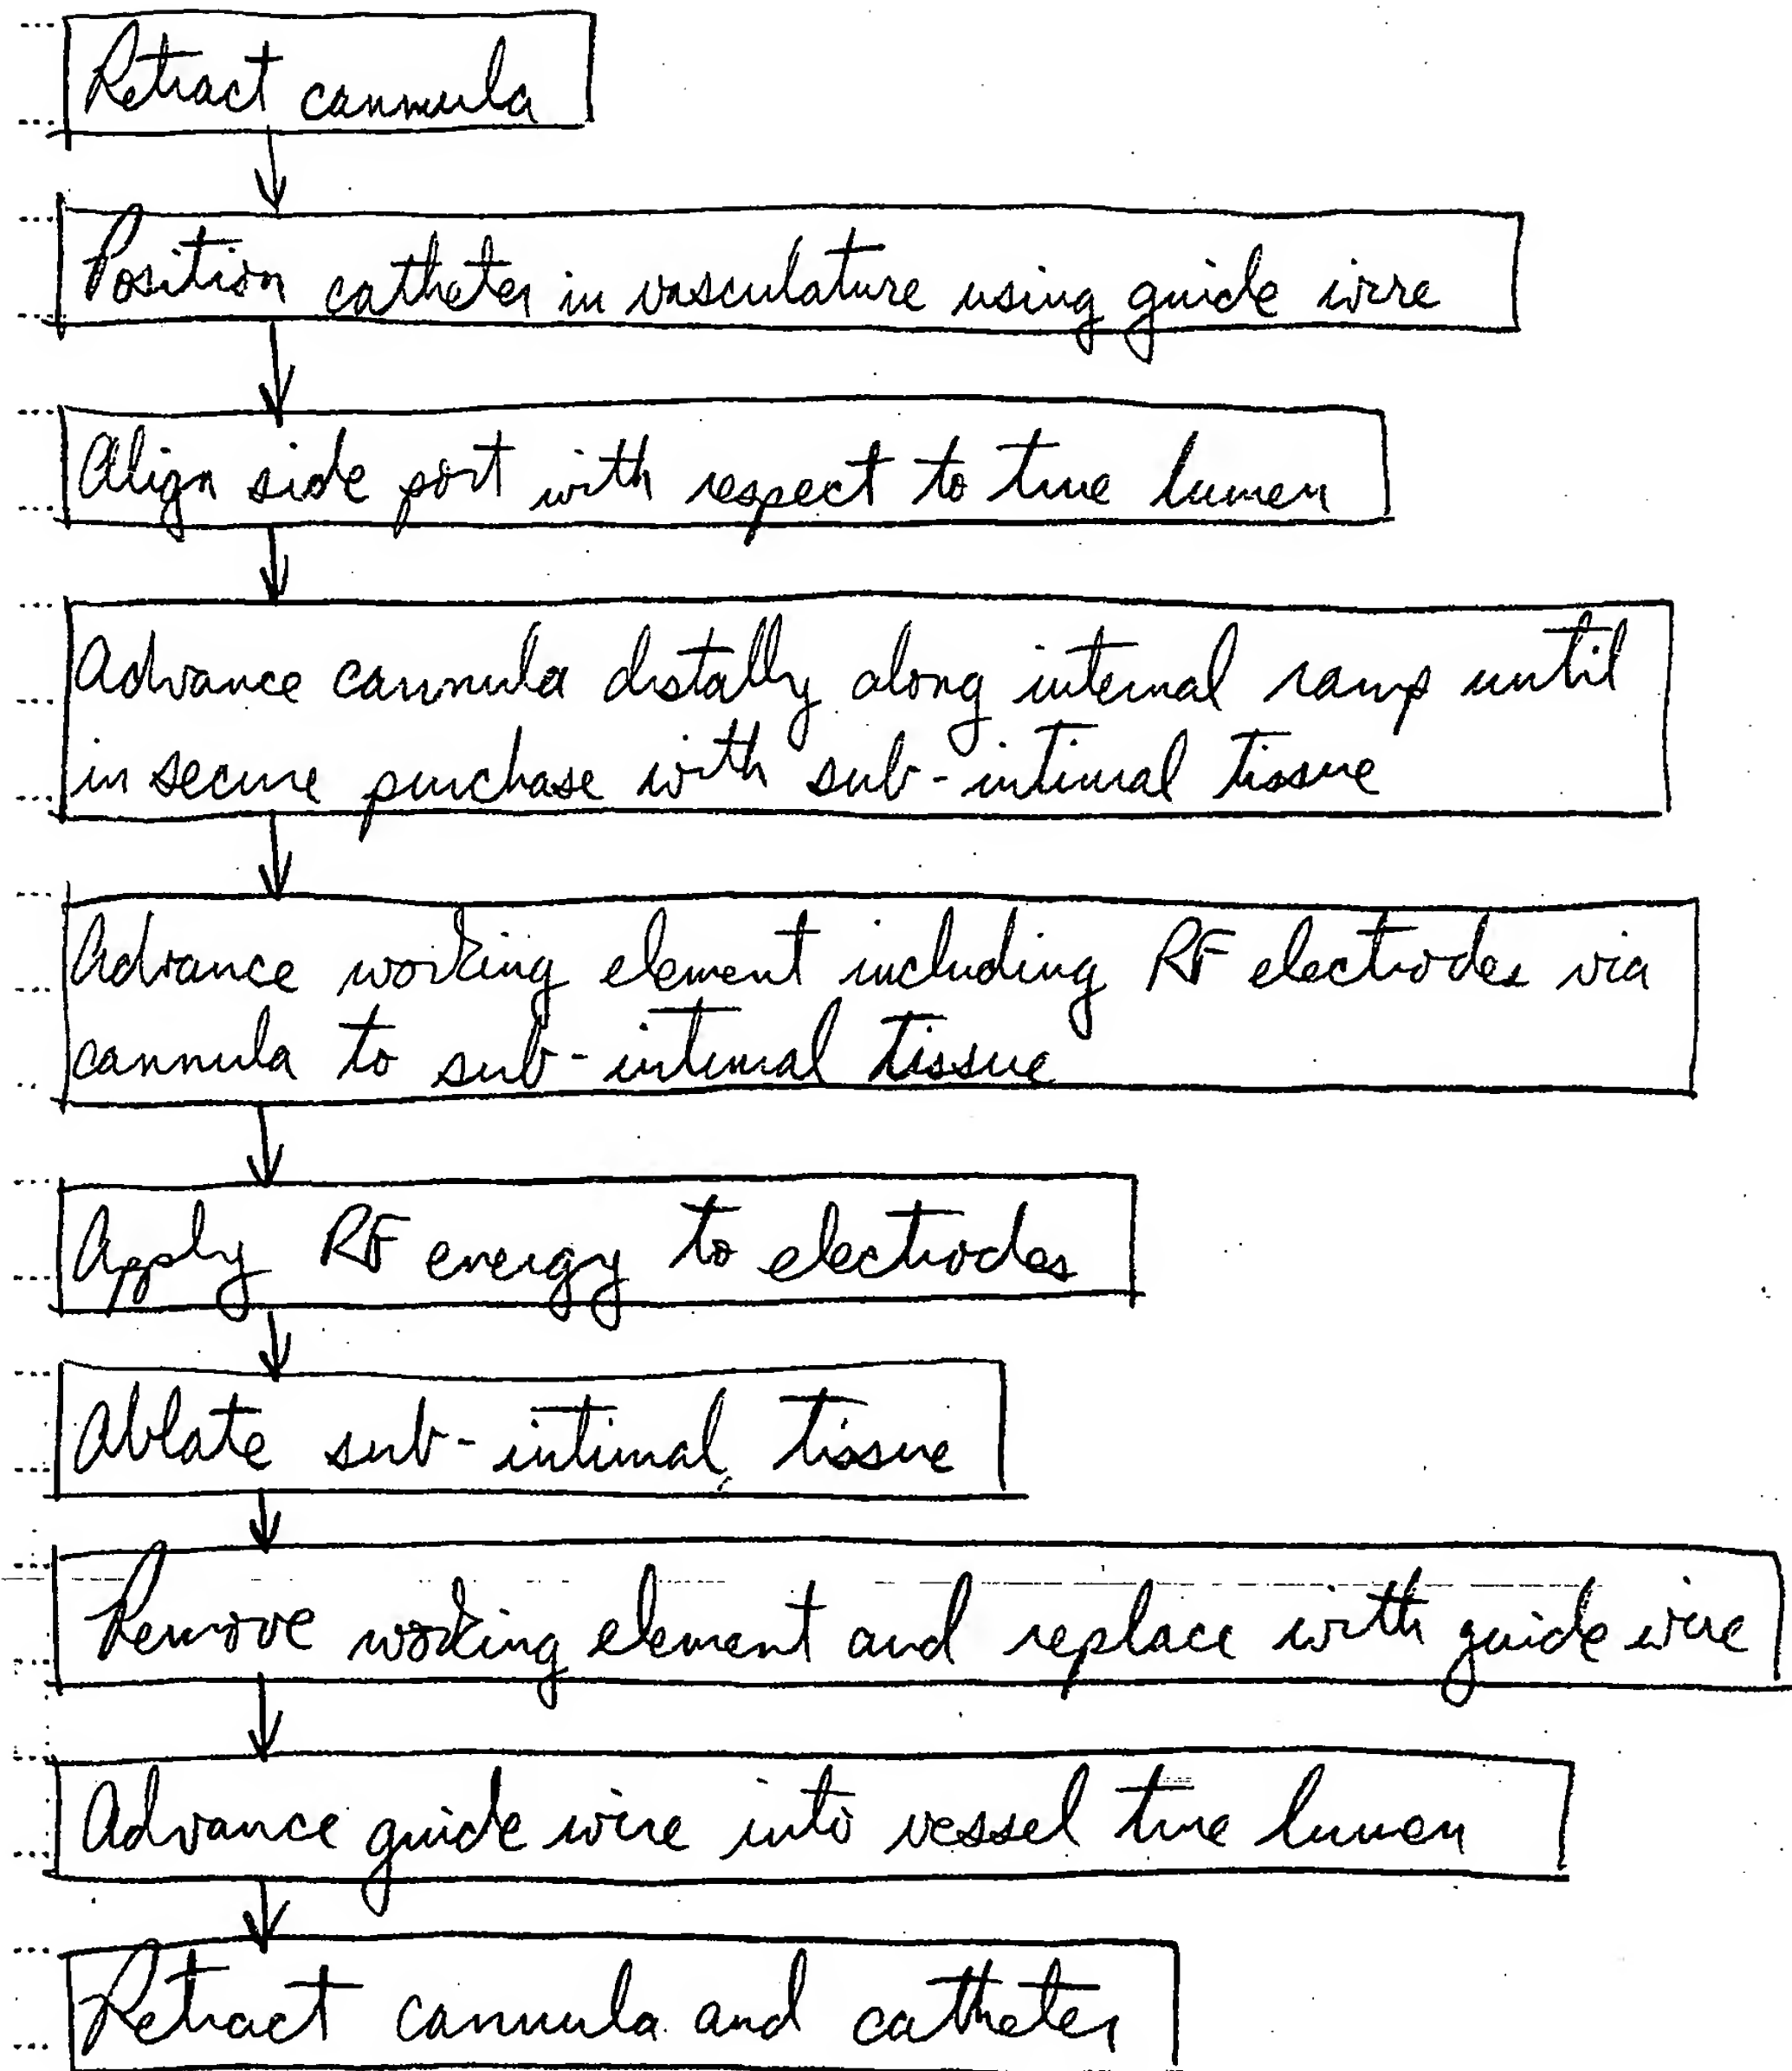 Retract cannula
Position catheter in vasculature using guide wire
Align side port with respect to true lumen
Advance cannula distally along internal ramp until
in secure purchase with sub-intimal tissue
Advance working element including RF electrodes via
cannula to sub-intimal tissue
Apply RF energy to electrodes
Ablate sub-intimal tissue
Remove working element and replace with guide wire
Advance guide wire into vessel true lumen
Retract cannula and catheter